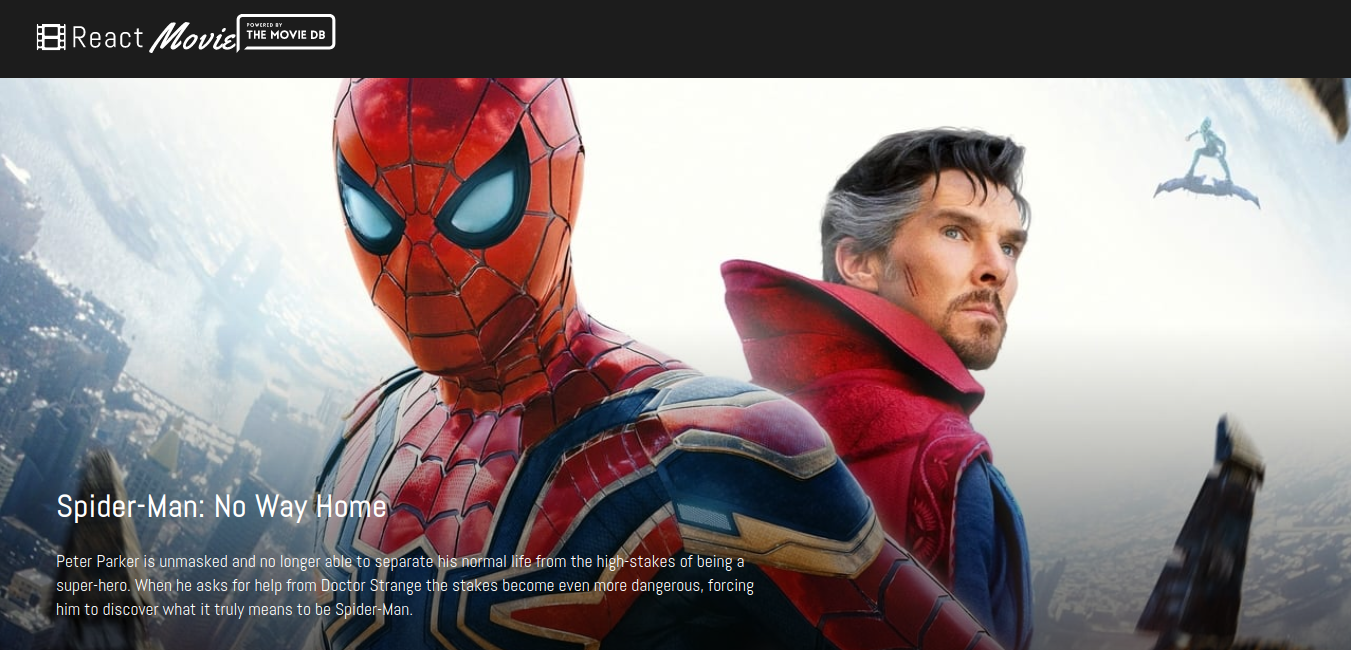 React Movie
POWERED BY
THE MOVIE DB
Spider-Man: No Way Home
Peter Parker is unmasked and no longer able to separate his normal life from the high-stakes of being a
super-hero. When he asks for help from Doctor Strange the stakes become even more dangerous, forcing
him to discover what it truly means to be Spider-Man.